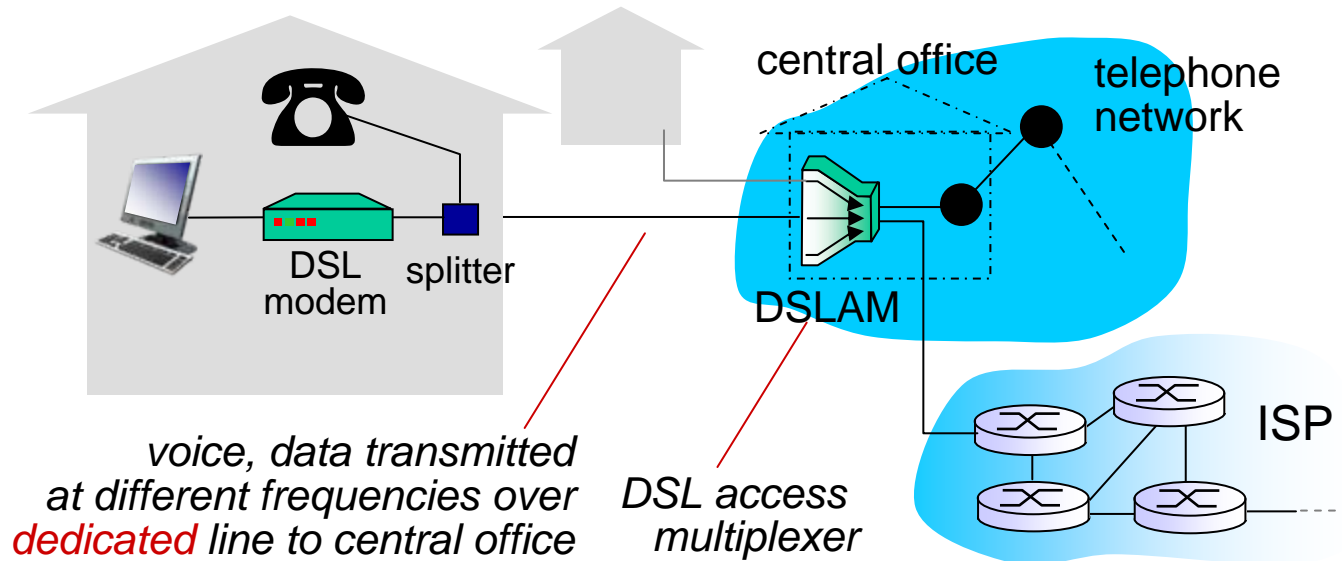 central office
telephone
network
DSL
modem
splitter
DSLAM
ISP
voice, data transmitted
at different frequencies over
dedicated line to central office
DSL access
multiplexer